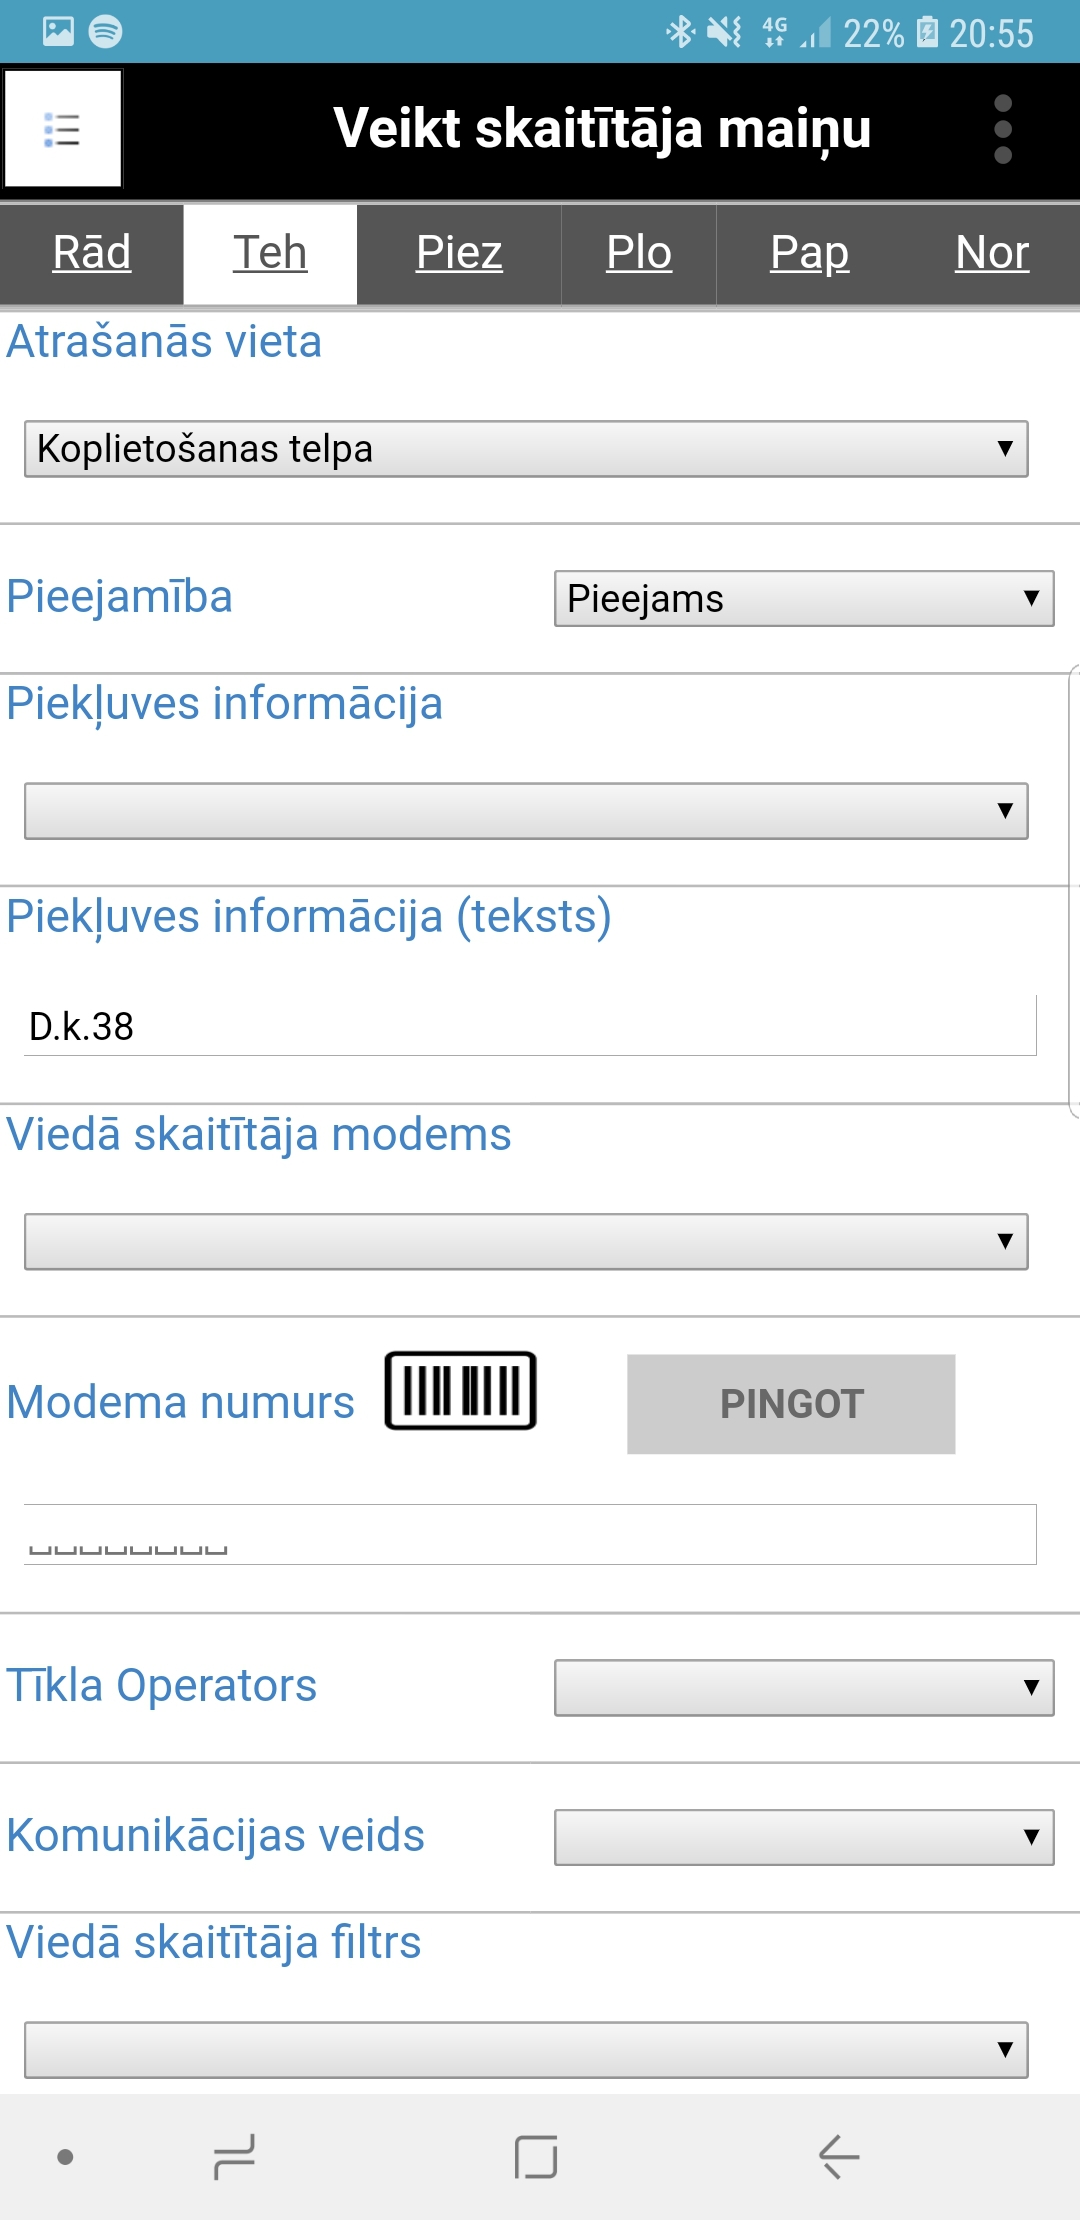 4G 22% 20:55
Veikt skaitītāja maiņu
Rād Teh Piez Plo Pap Nor
Atrašanās vieta
Koplietošanas telpa
Pieejamība Pieejams
Piekļuves informācija
Piekļuves informācija (teksts)
D.k.38
Viedā skaitītāja modems
Modema numurs PINGOT
Tīkla Operators
Komunikācijas veids
Viedā skaitītāja filtrs